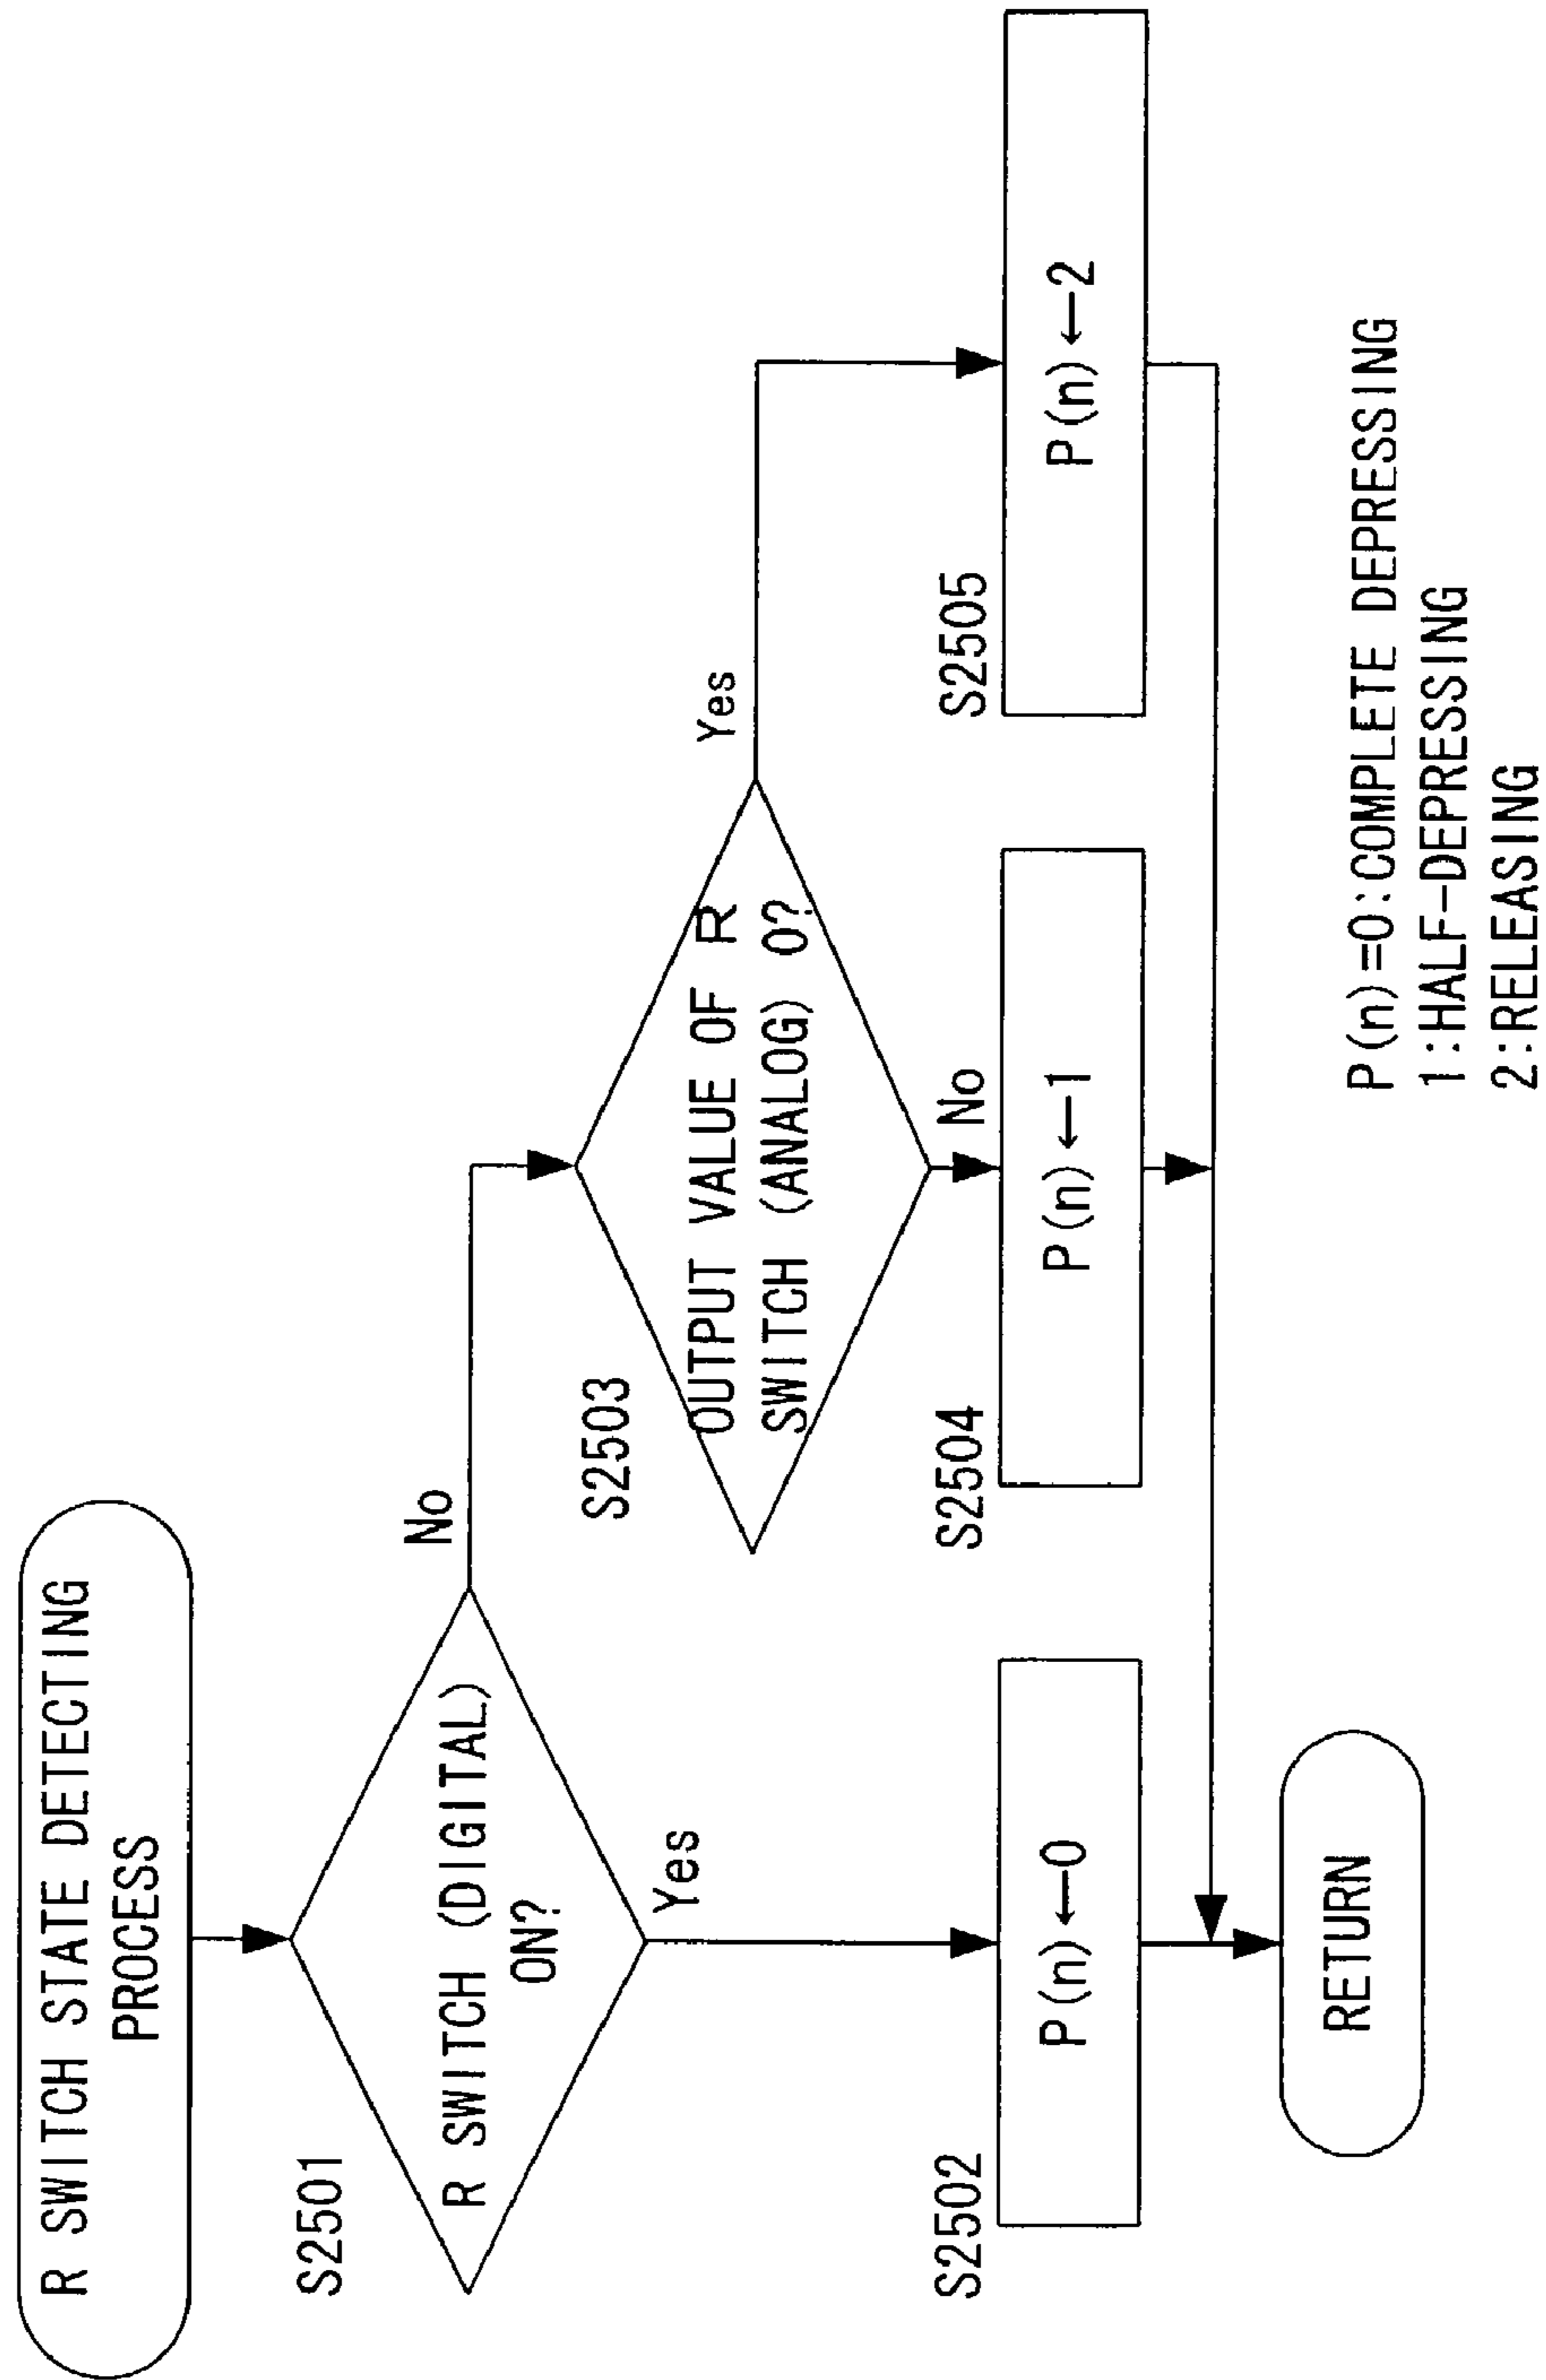 R SWITCH STATE DETECTING
PROCESS
S2501
R SWITCH (DIGITAL)
ON?
No
Yes
S2503
OUTPUT VALUE OF R
SWITCH (ANALOG) 0?
Yes
No
S2502
P(n)←0
S2504
P(n)←1
S2505
P(n)←2
RETURN
P(n)=0:COMPLETE DEPRESSING
1:HALF-DEPRESSING
2:RELEASING